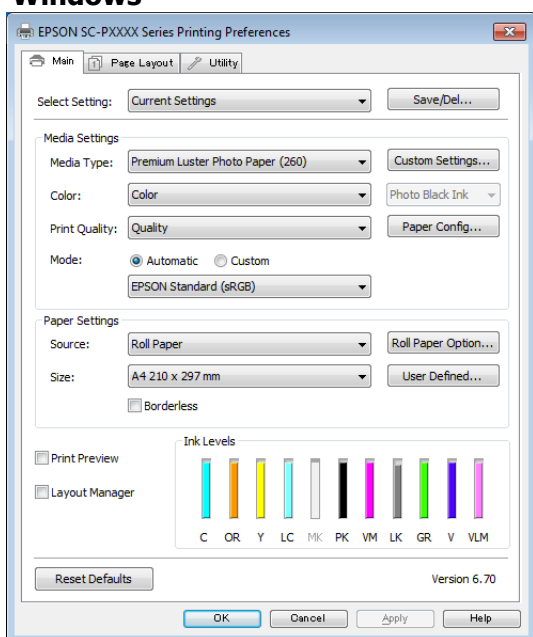 Windows
EPSON SC-PXXXX Series Printing Preferences
Main Page Layout Utility
Select Setting: Current Settings Save/Del...
Media Settings
Media Type: Premium Luster Photo Paper (260) Custom Settings...
Color: Color Photo Black Ink
Print Quality: Quality Paper Config...
Mode: Automatic Custom
EPSON Standard (sRGB)
Paper Settings
Source: Roll Paper Roll Paper Option...
Size: A4 210 x 297 mm User Defined...
Borderless
Ink Levels
Print Preview
Layout Manager
C OR Y LC MK PK VM LK GR V VLM
Reset Defaults Version 6.70
OK Cancel Apply Help